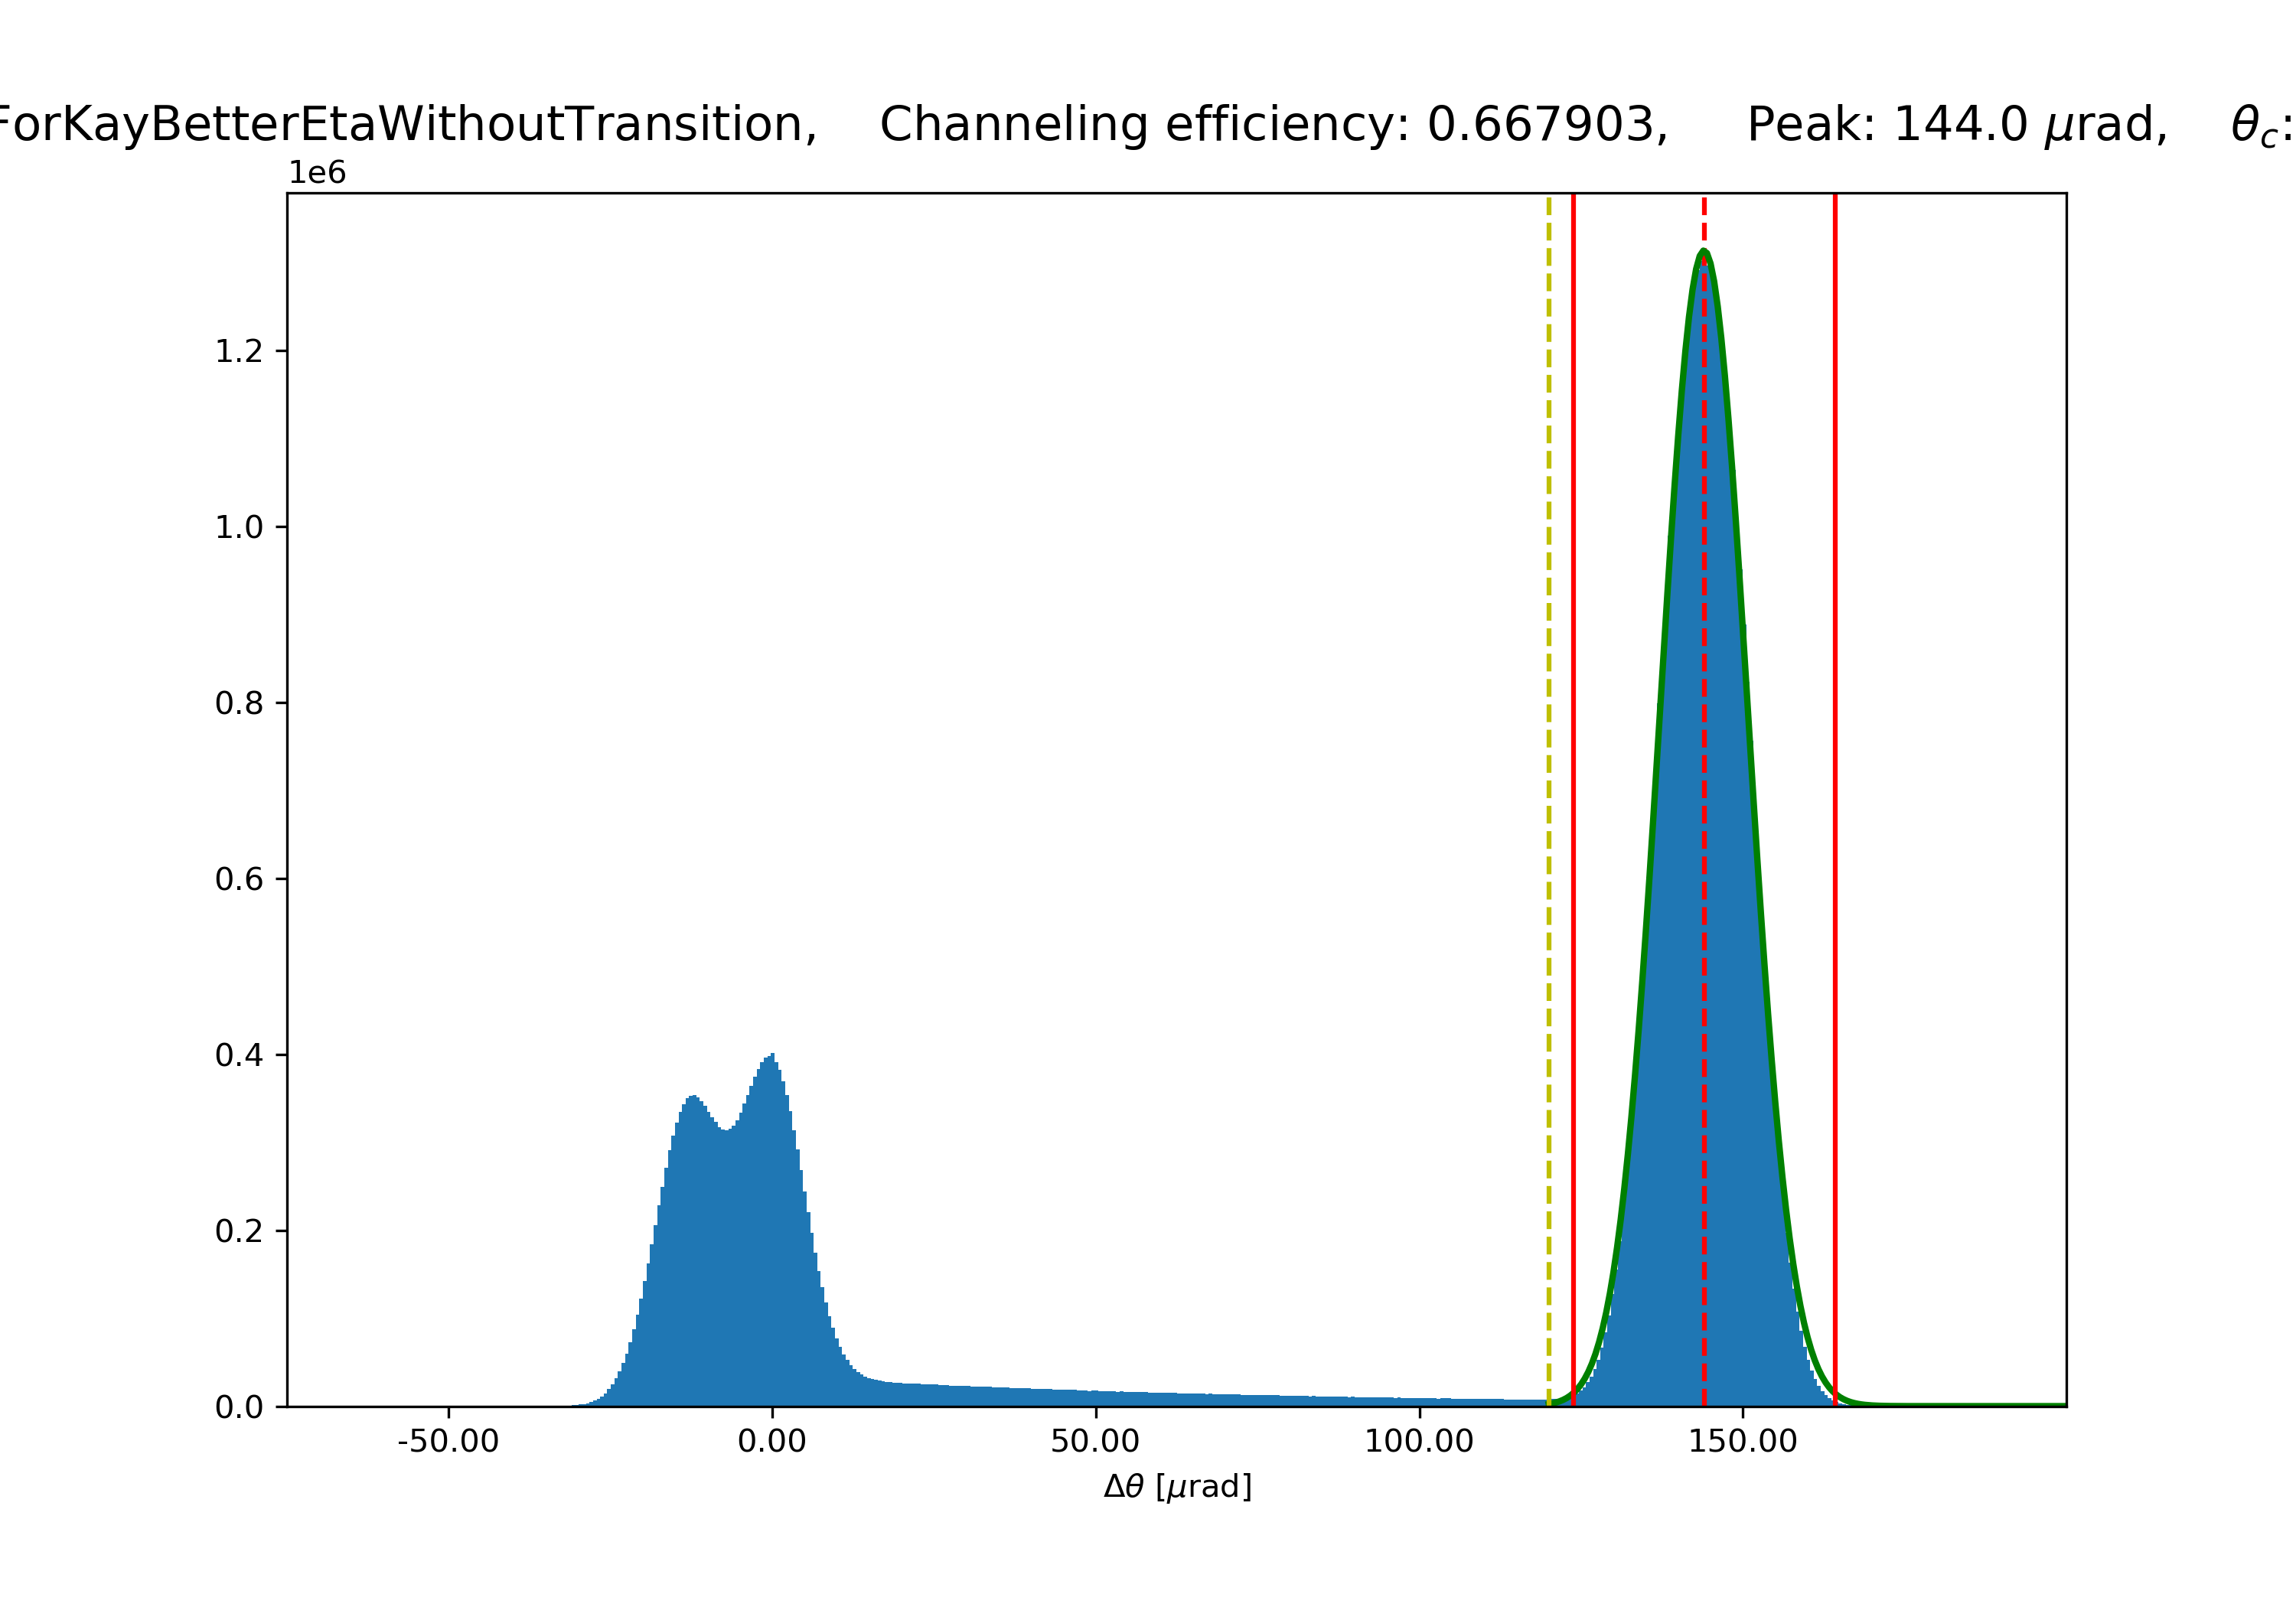 ForKayBetterEtaWithoutTransition, Channeling efficiency: 0.667903, Peak: 144.0 μrad, θc:
1e6
1.2
1.0
0.8
0.6
0.4
0.2
0.0
-50.00 0.00 50.00 100.00 150.00
Δθ [μrad]